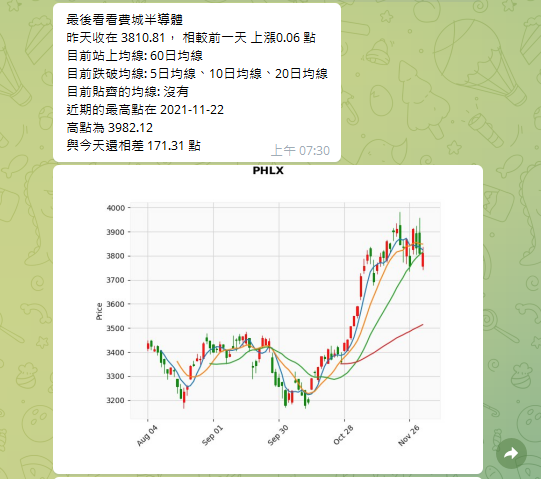 最後看看費城半導體
昨天收在 3810.81， 相較前一天 上漲0.06 點
目前站上均線: 60日均線
目前跌破均線: 5日均線、10日均線、20日均線
目前貼齊的均線: 沒有
近期的最高點在 2021-11-22
高點為 3982.12
與今天還相差 171.31 點
上午 07:30
PHLX
4000
3900
3800
3700
3600
3500
3400
3300
3200
Price
Aug 04
Sep 01
Sep 30
Oct 28
Nov 26